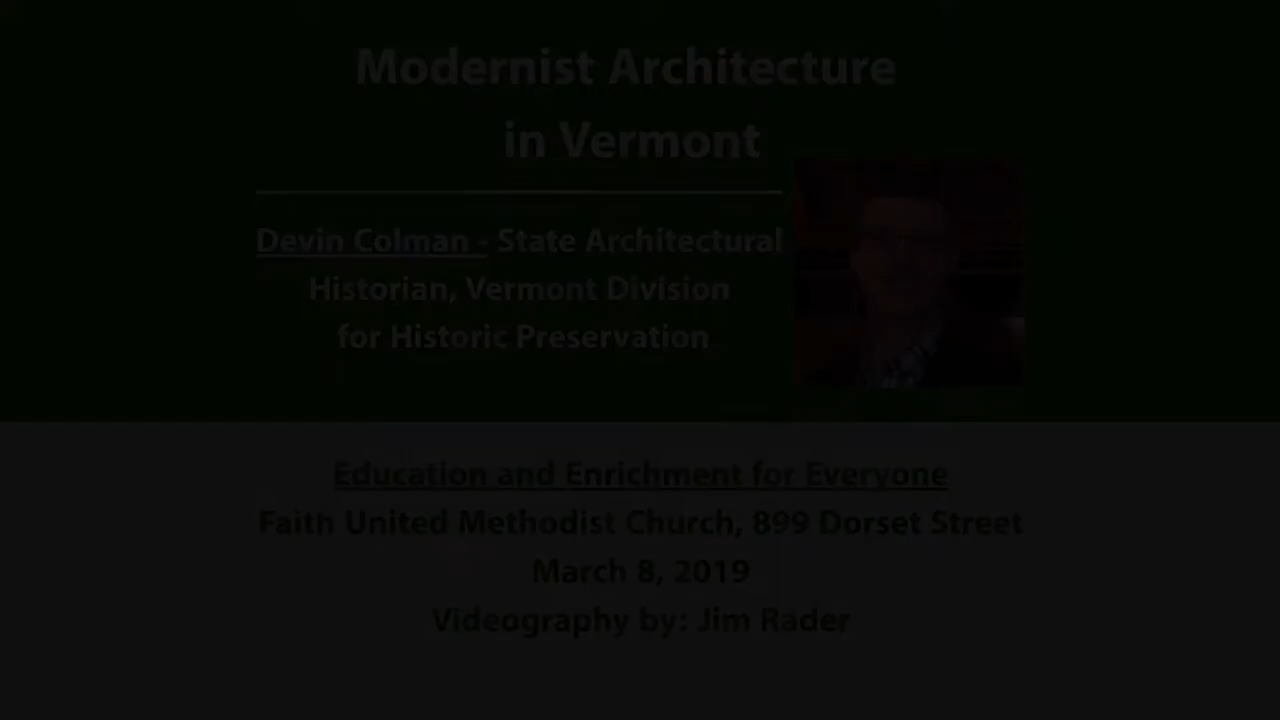 Modernist Architecture
in Vermont
Devin Colman - State Architectural
Historian, Vermont Division
for Historic Preservation
Education and Enrichment for Everyone
Faith United Methodist Church, 899 Dorset Street
March 8, 2019
Videography by: Jim Rader